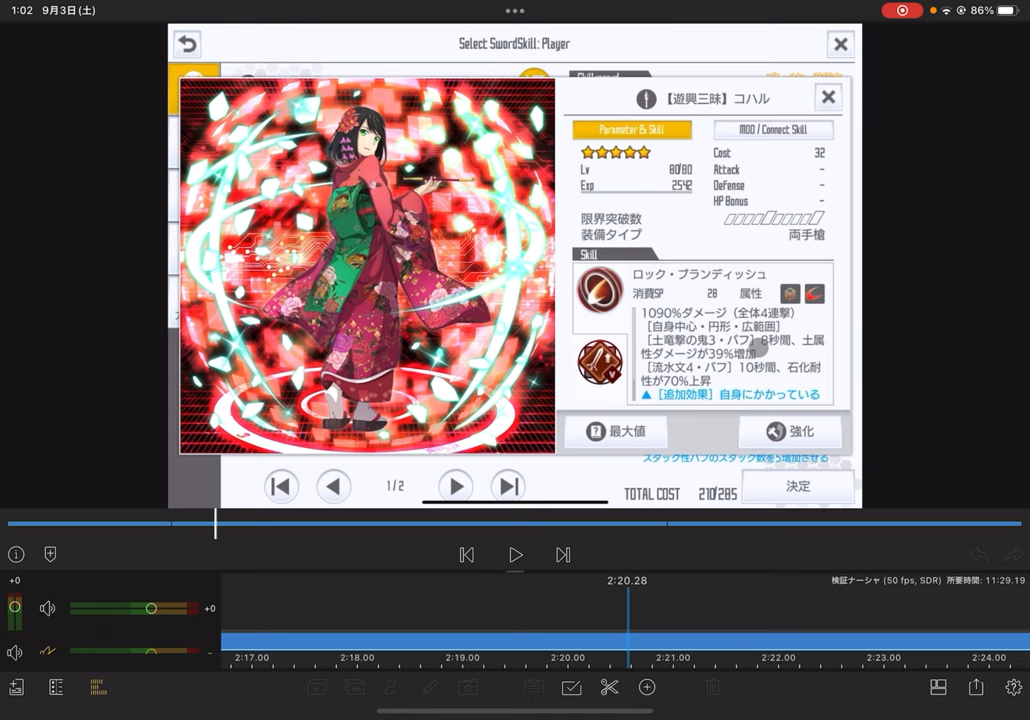 1:02 9月3日(土)
86%
Select SwordSkill: Player
【遊興三昧】コハル
Parameter & Skill
MOD / Connect Skill
Lv 80/80
Exp 2542
限界突破数
装備タイプ
Cost 32
Attack -
Defense -
HP Bonus -
両手槍
Skill
ロック・ブランディッシュ
消費SP 28 属性
1090%ダメージ（全体4連撃）
［自身中心・円形・広範囲］
［土竜撃の鬼3・バフ］8秒間、土属
性ダメージが39%増加
［流水文4・バフ］10秒間、石化耐
性が70%上昇
▲［追加効果］自身にかかっている
最大値
強化
スタック性バフのスタック数を5増加させる
1/2
TOTAL COST 210/285
決定
+0
2:20.28
検証ナーシャ (50 fps, SDR) 所要時間: 11:29.19
+0
2:17.00 2:18.00 2:19.00 2:20.00 2:21.00 2:22.00 2:23.00 2:24.00